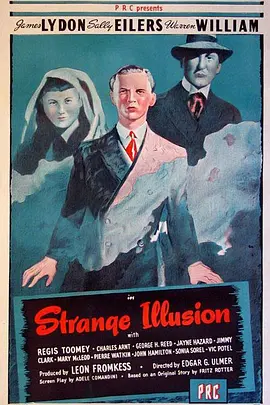 PRC presents
James LYDON Sally EILERS Warren WILLIAM
in
Strange Illusion
with
REGIS TOOMEY • CHARLES ARNT • GEORGE H. REED • JAYNE HAZARD • JIMMY
CLARK • MARY McLEOD • PIERRE WATKIN • JOHN HAMILTON • SONIA SOREL • VIC POTEL
Produced by LEON FROMKESS • Directed by EDGAR G. ULMER
Screen Play by ADELE COMANDINI • Based on an Original Story by FRITZ ROTTER
PRC